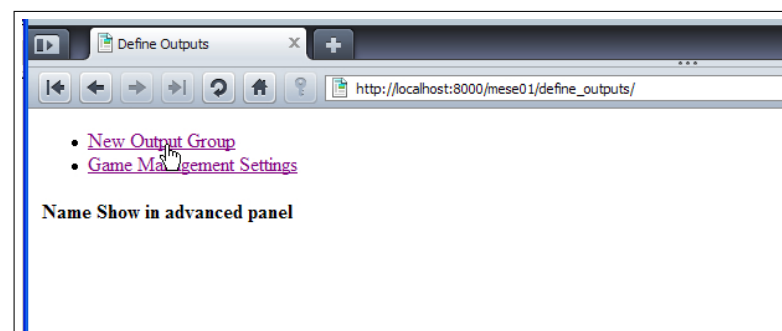 Define Outputs
http://localhost:8000/mese01/define_outputs/
New Output Group
Game Management Settings
Name Show in advanced panel